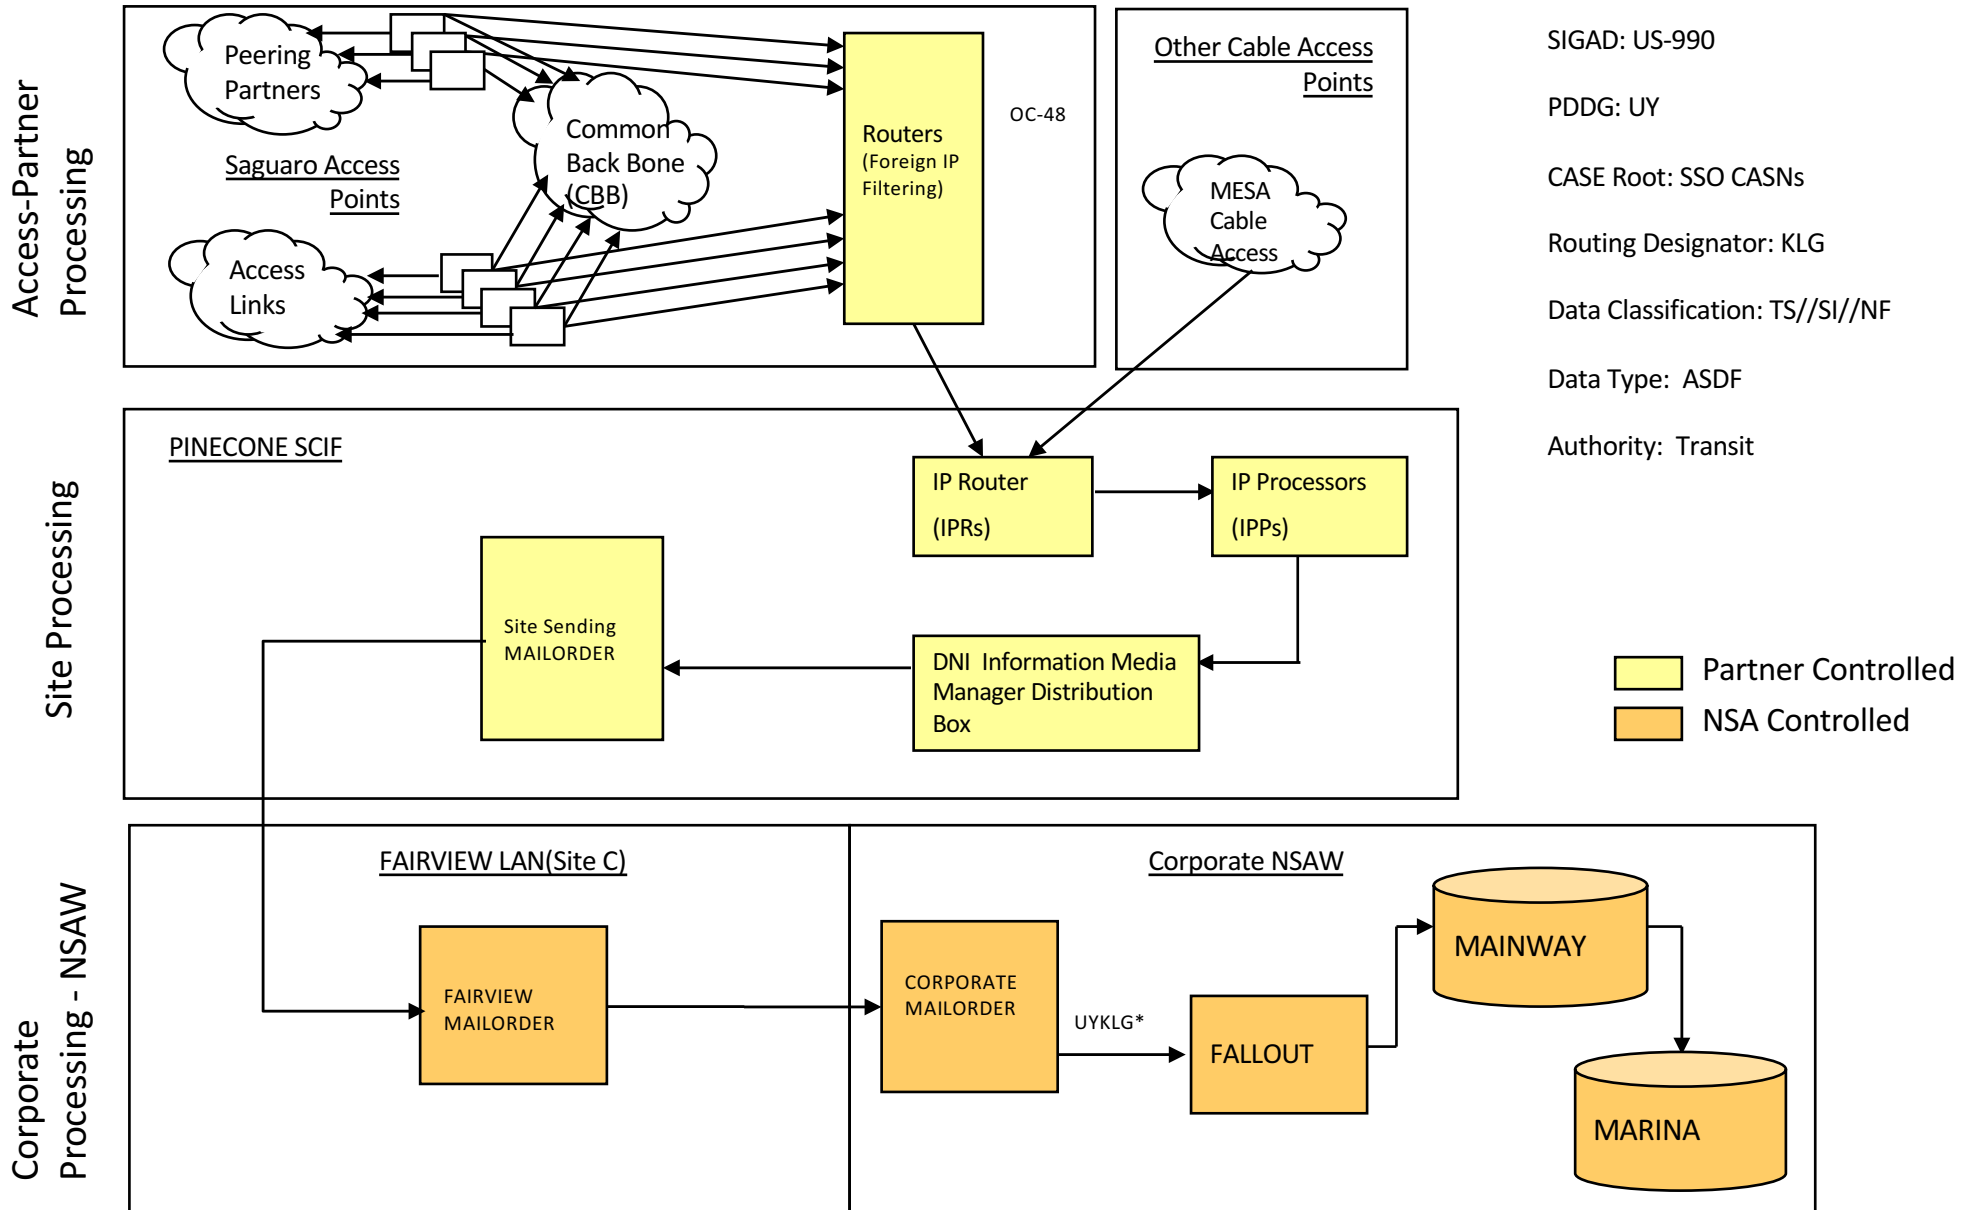 Access-Partner
Processing
Peering
Partners
Saguaro Access
Points
Common
Back Bone
(CBB)
Access
Links
Routers
(Foreign IP
Filtering)
OC-48
Other Cable Access
Points
MESA
Cable
Access
SIGAD: US-990
PDDG: UY
CASE Root: SSO CASNs
Routing Designator: KLG
Data Classification: TS//SI//NF
Data Type: ASDF
Authority: Transit
Site Processing
PINECONE SCIF
IP Router
(IPRs)
IP Processors
(IPPs)
Site Sending
MAILORDER
DNI Information Media
Manager Distribution
Box
Partner Controlled
NSA Controlled
Corporate
Processing - NSAW
FAIRVIEW LAN(Site C)
FAIRVIEW
MAILORDER
Corporate NSAW
CORPORATE
MAILORDER
UYKLG*
FALLOUT
MAINWAY
MARINA